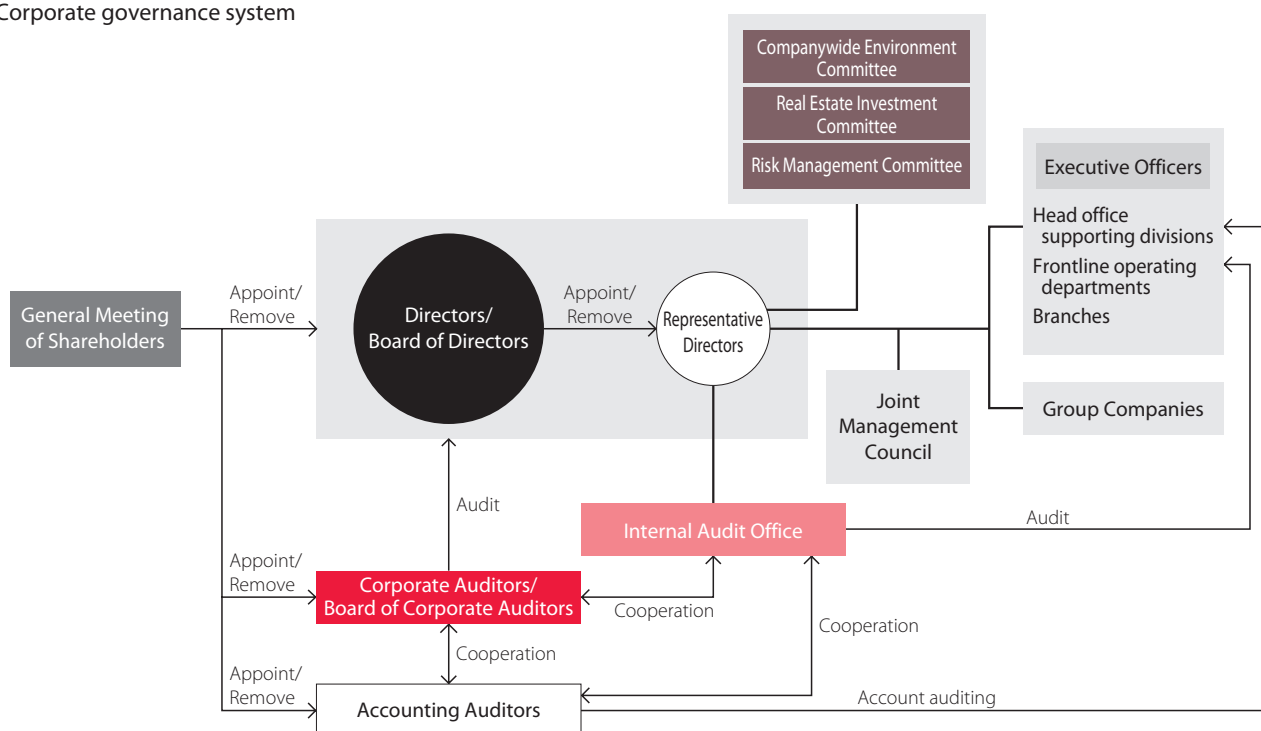 Corporate governance system
Companywide Environment
Committee
Real Estate Investment
Committee
Risk Management Committee
Executive Officers
Head office
supporting divisions
Frontline operating
departments
Branches
General Meeting
of Shareholders
Appoint/
Remove
Directors/
Board of Directors
Appoint/
Remove
Representative
Directors
Joint
Management
Council
Group Companies
Audit
Internal Audit Office
Audit
Appoint/
Remove
Corporate Auditors/
Board of Corporate Auditors
Cooperation
Cooperation
Cooperation
Appoint/
Remove
Accounting Auditors
Account auditing